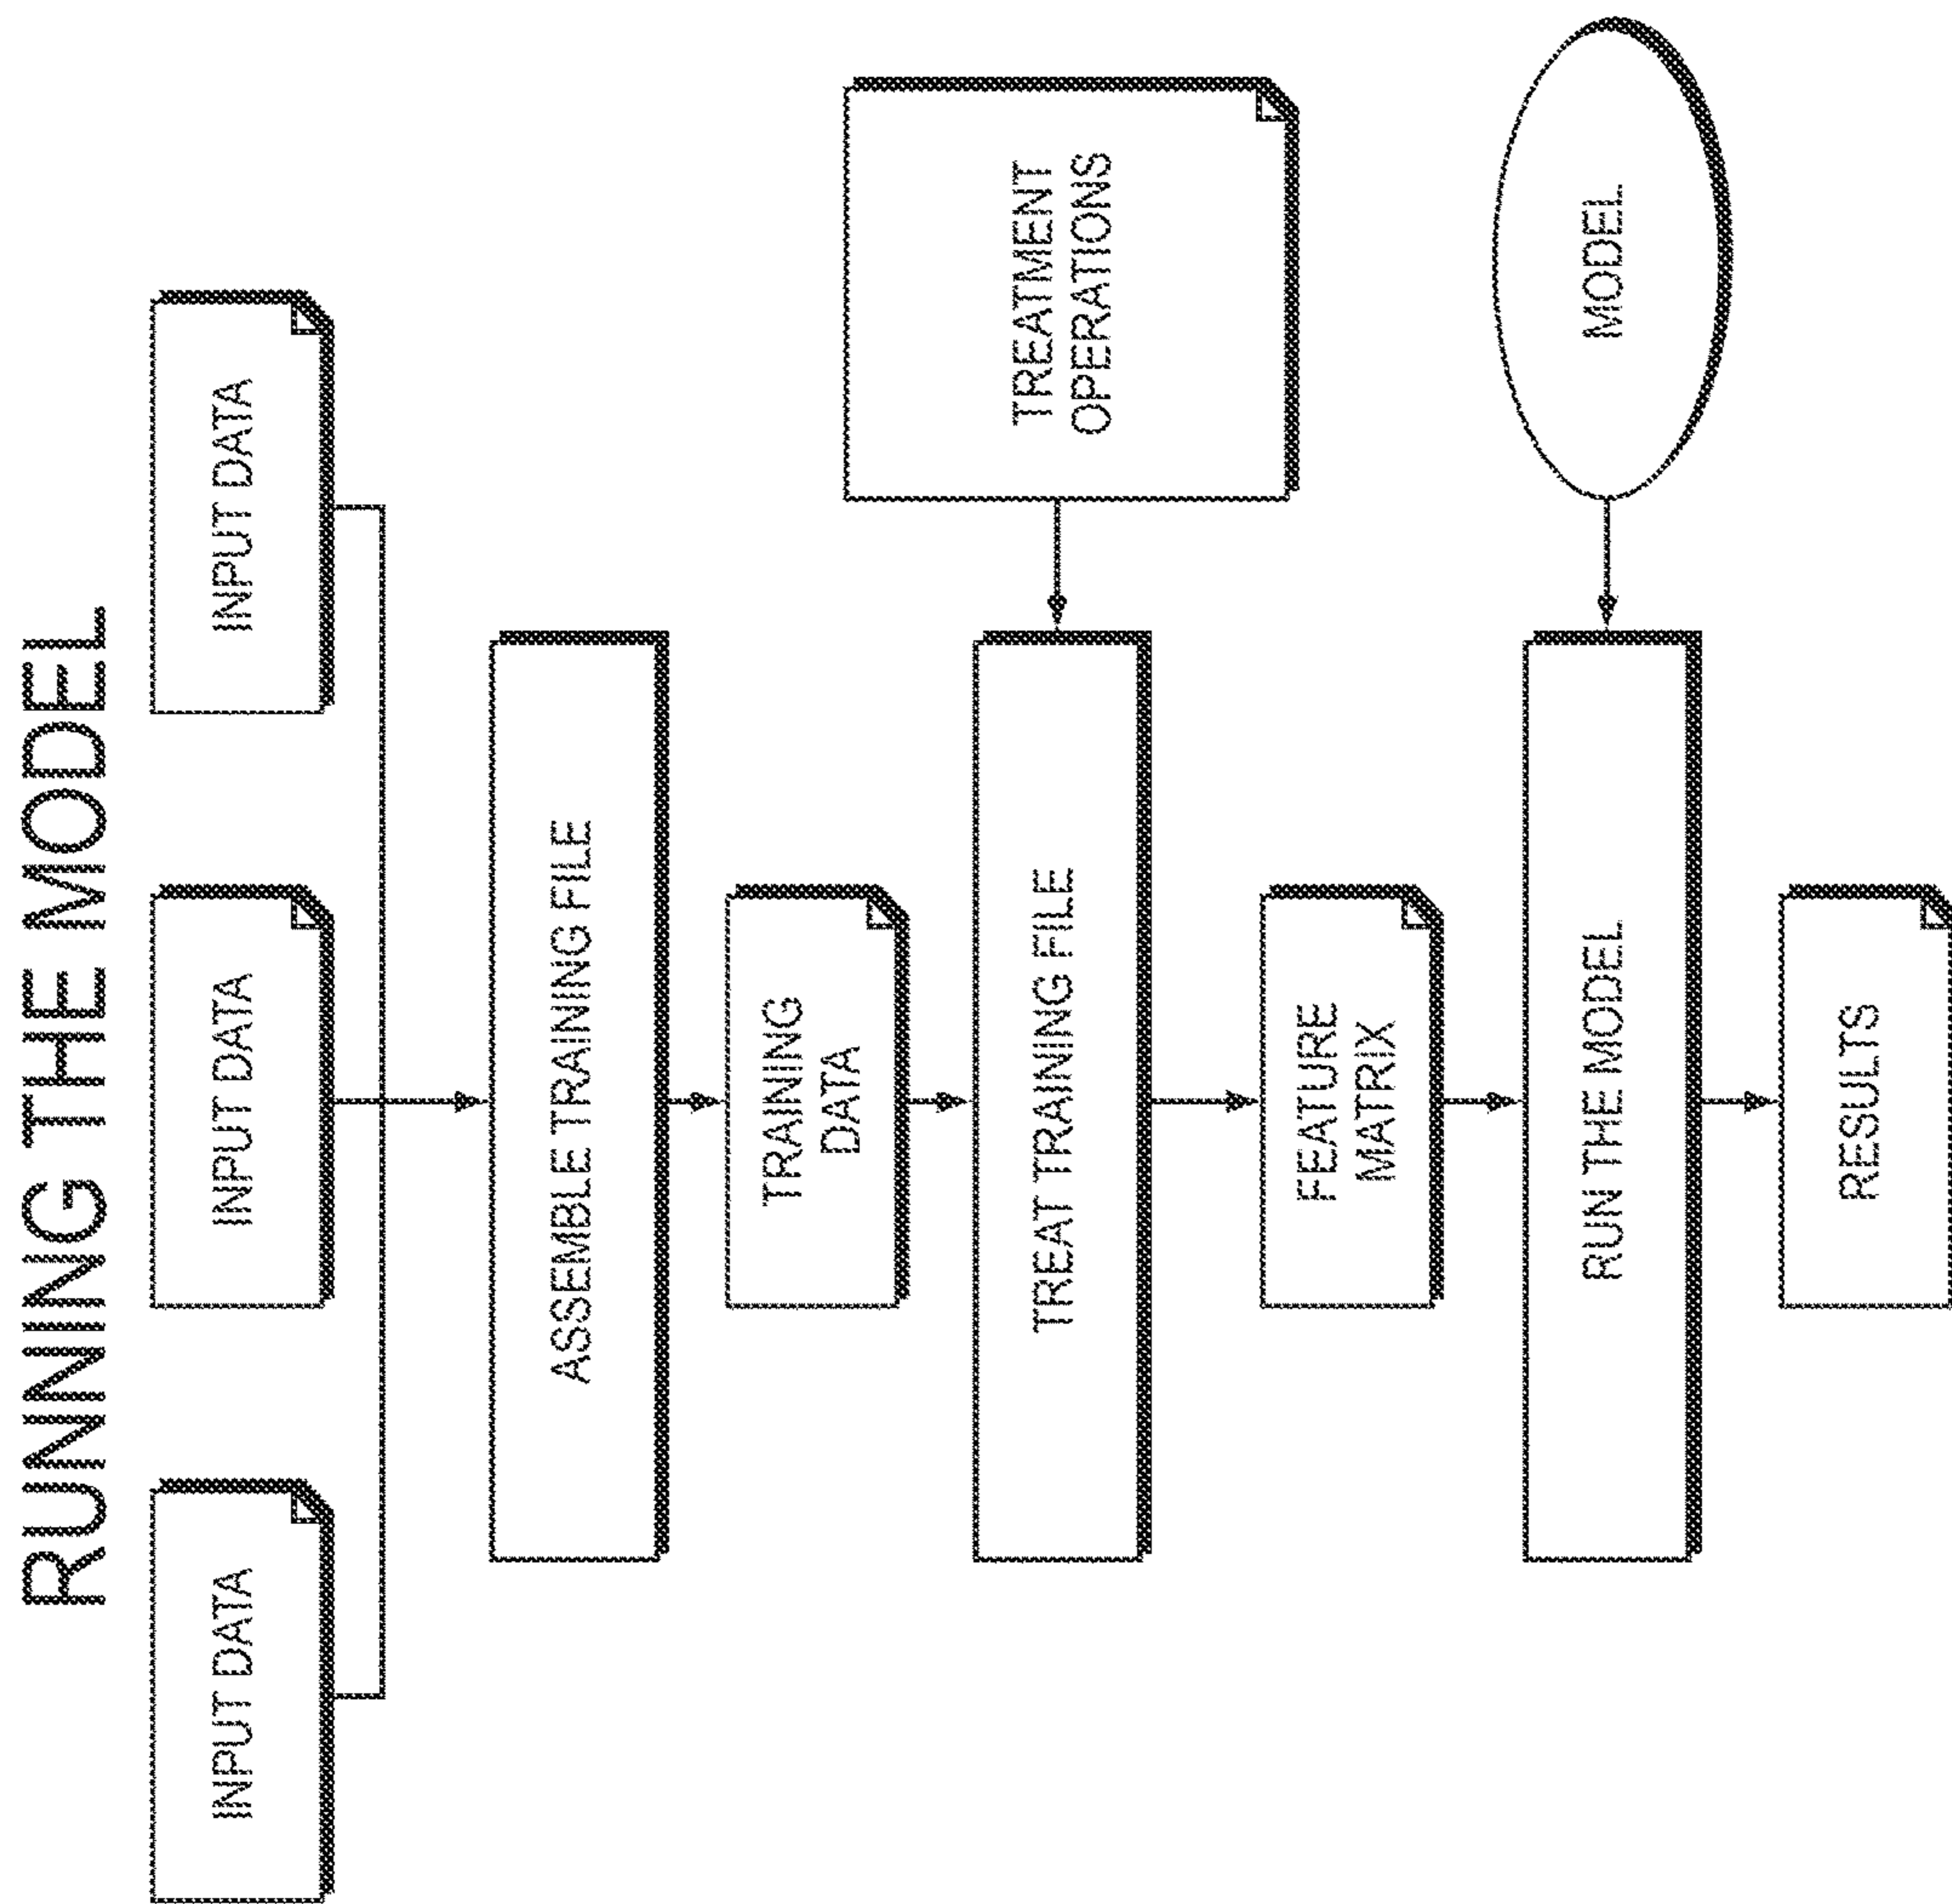 RUNNING THE MODEL
INPUT DATA
INPUT DATA
INPUT DATA
ASSEMBLE TRAINING FILE
TRAINING
DATA
TREATMENT
OPERATIONS
TREAT TRAINING FILE
FEATURE
MATRIX
MODEL
RUN THE MODEL
RESULTS